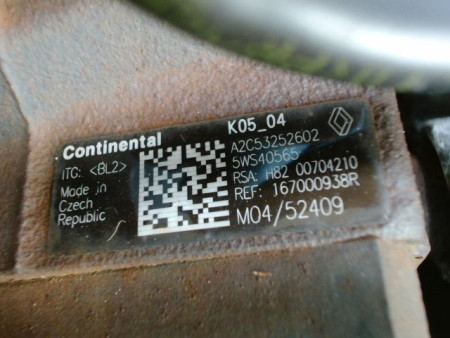 K05_04
Continental
A2C53252602
5WS40565
ITC: <BL2>
RSA: H82 00704210
Made in
Czech
Republic
REF: 167000938R
M04/52409